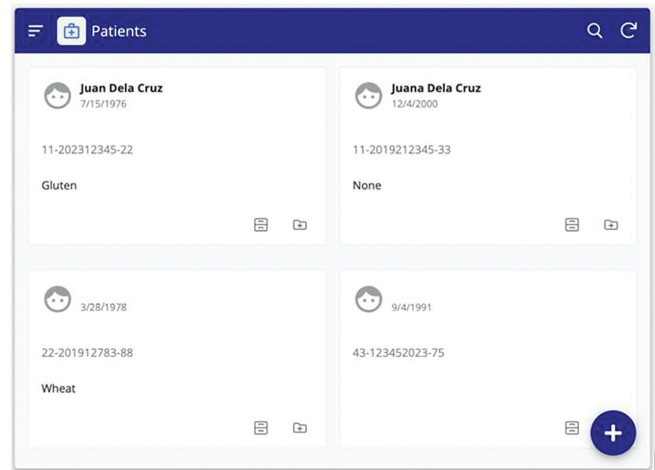 Patients
Juan Dela Cruz
7/15/1976
11-202312345-22
Gluten
Juana Dela Cruz
12/4/2000
11-2019212345-33
None
3/28/1978
22-201912783-88
Wheat
9/4/1991
43-123452023-75